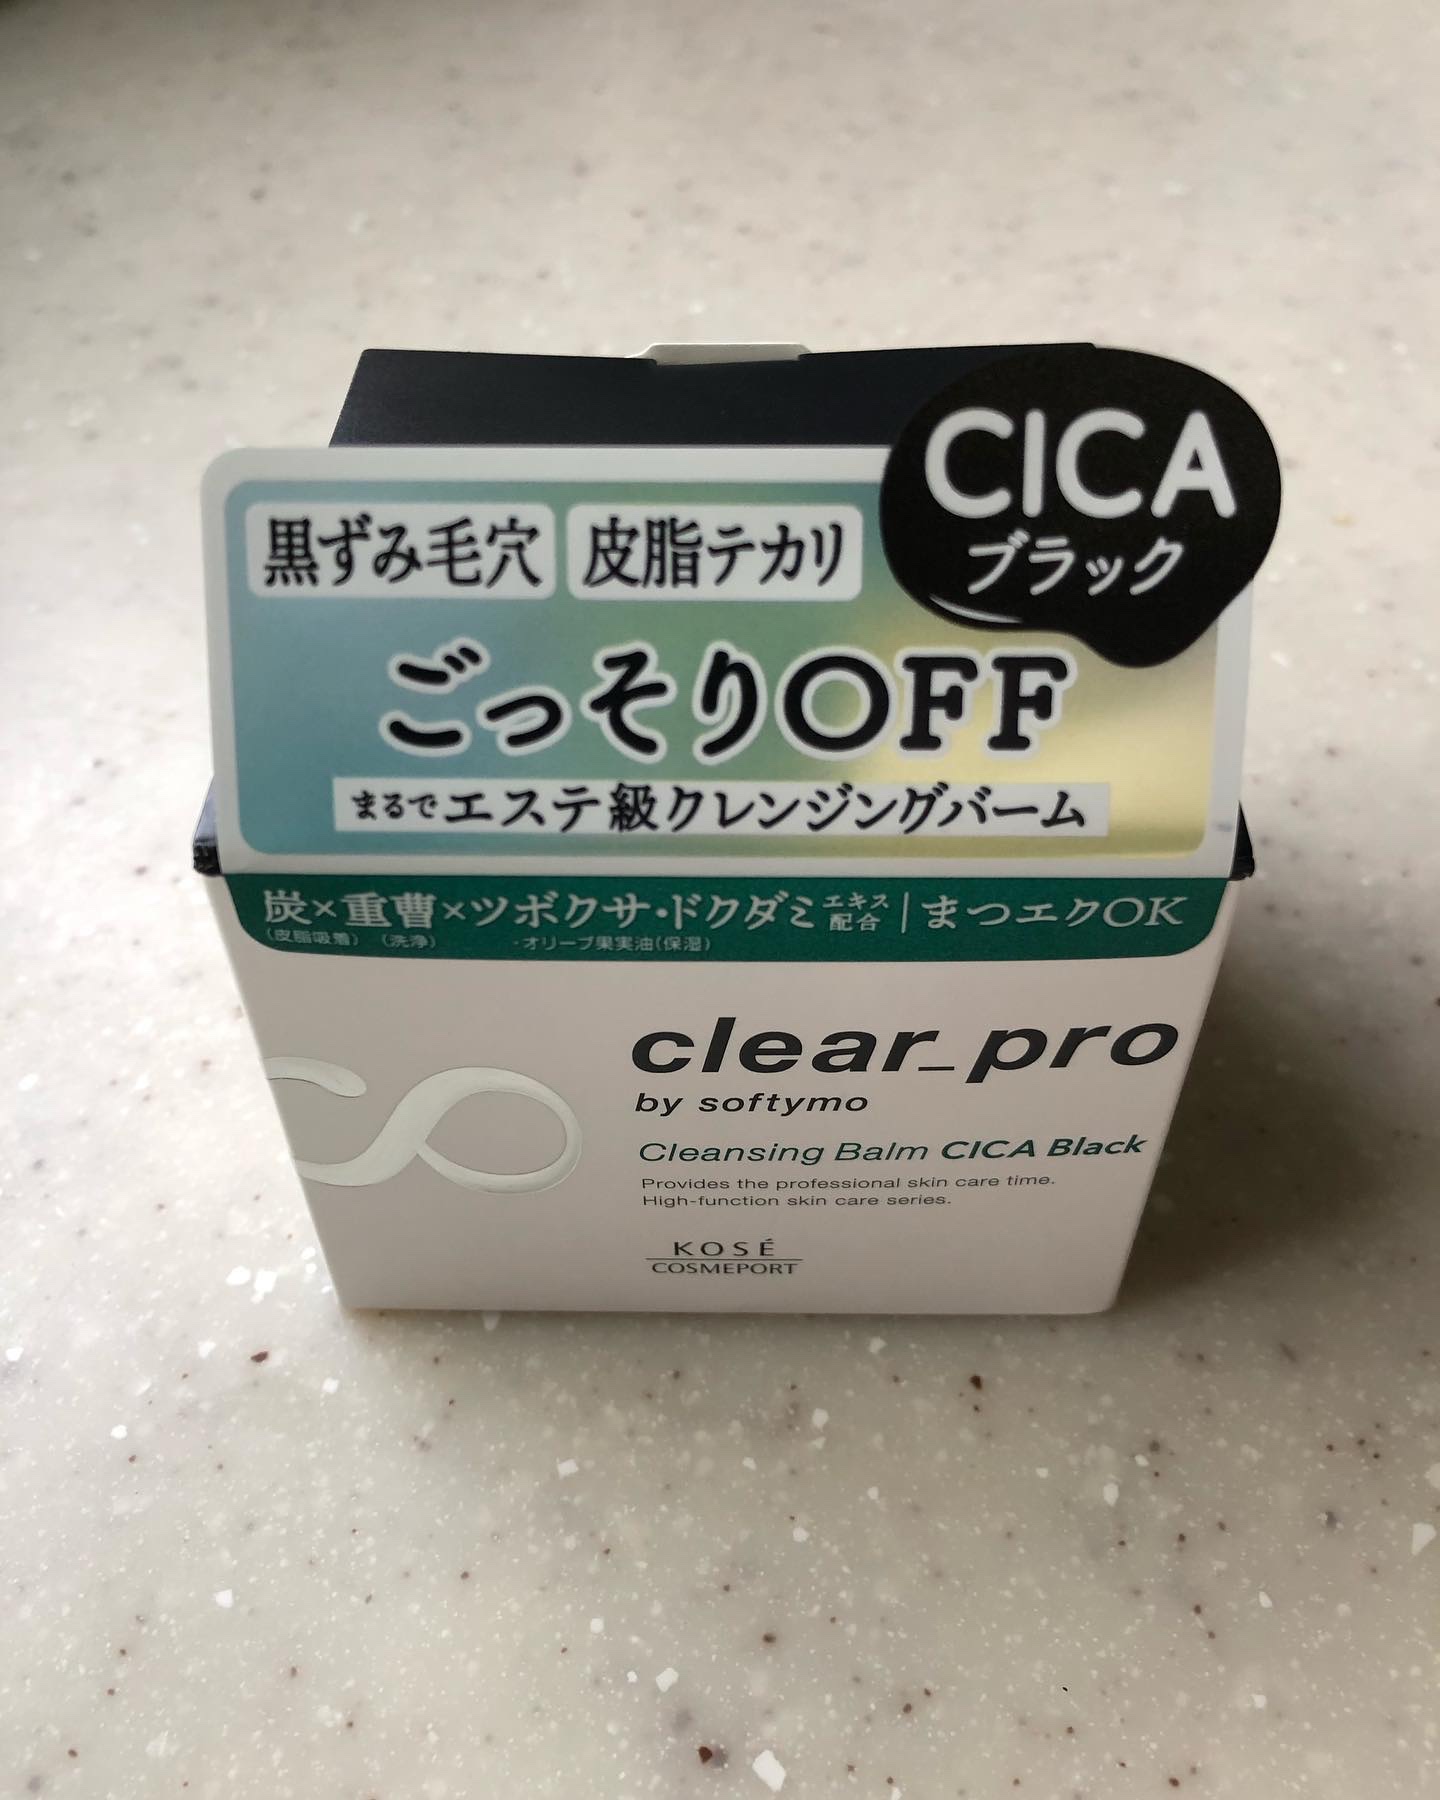 CICA
ブラック
黒ずみ毛穴 皮脂テカリ
ごっそりOFF
まるでエステ級クレンジングバーム
炭×重曹×ツボクサ・ドクダミエキス配合|まつエクOK
(皮脂吸着) (洗浄) ・オリーブ果実油(保湿)
clear_pro
by softymo
Cleansing Balm CICA Black
Provides the professional skin care time.
High-function skin care series.
KOSÉ
COSMEPORT